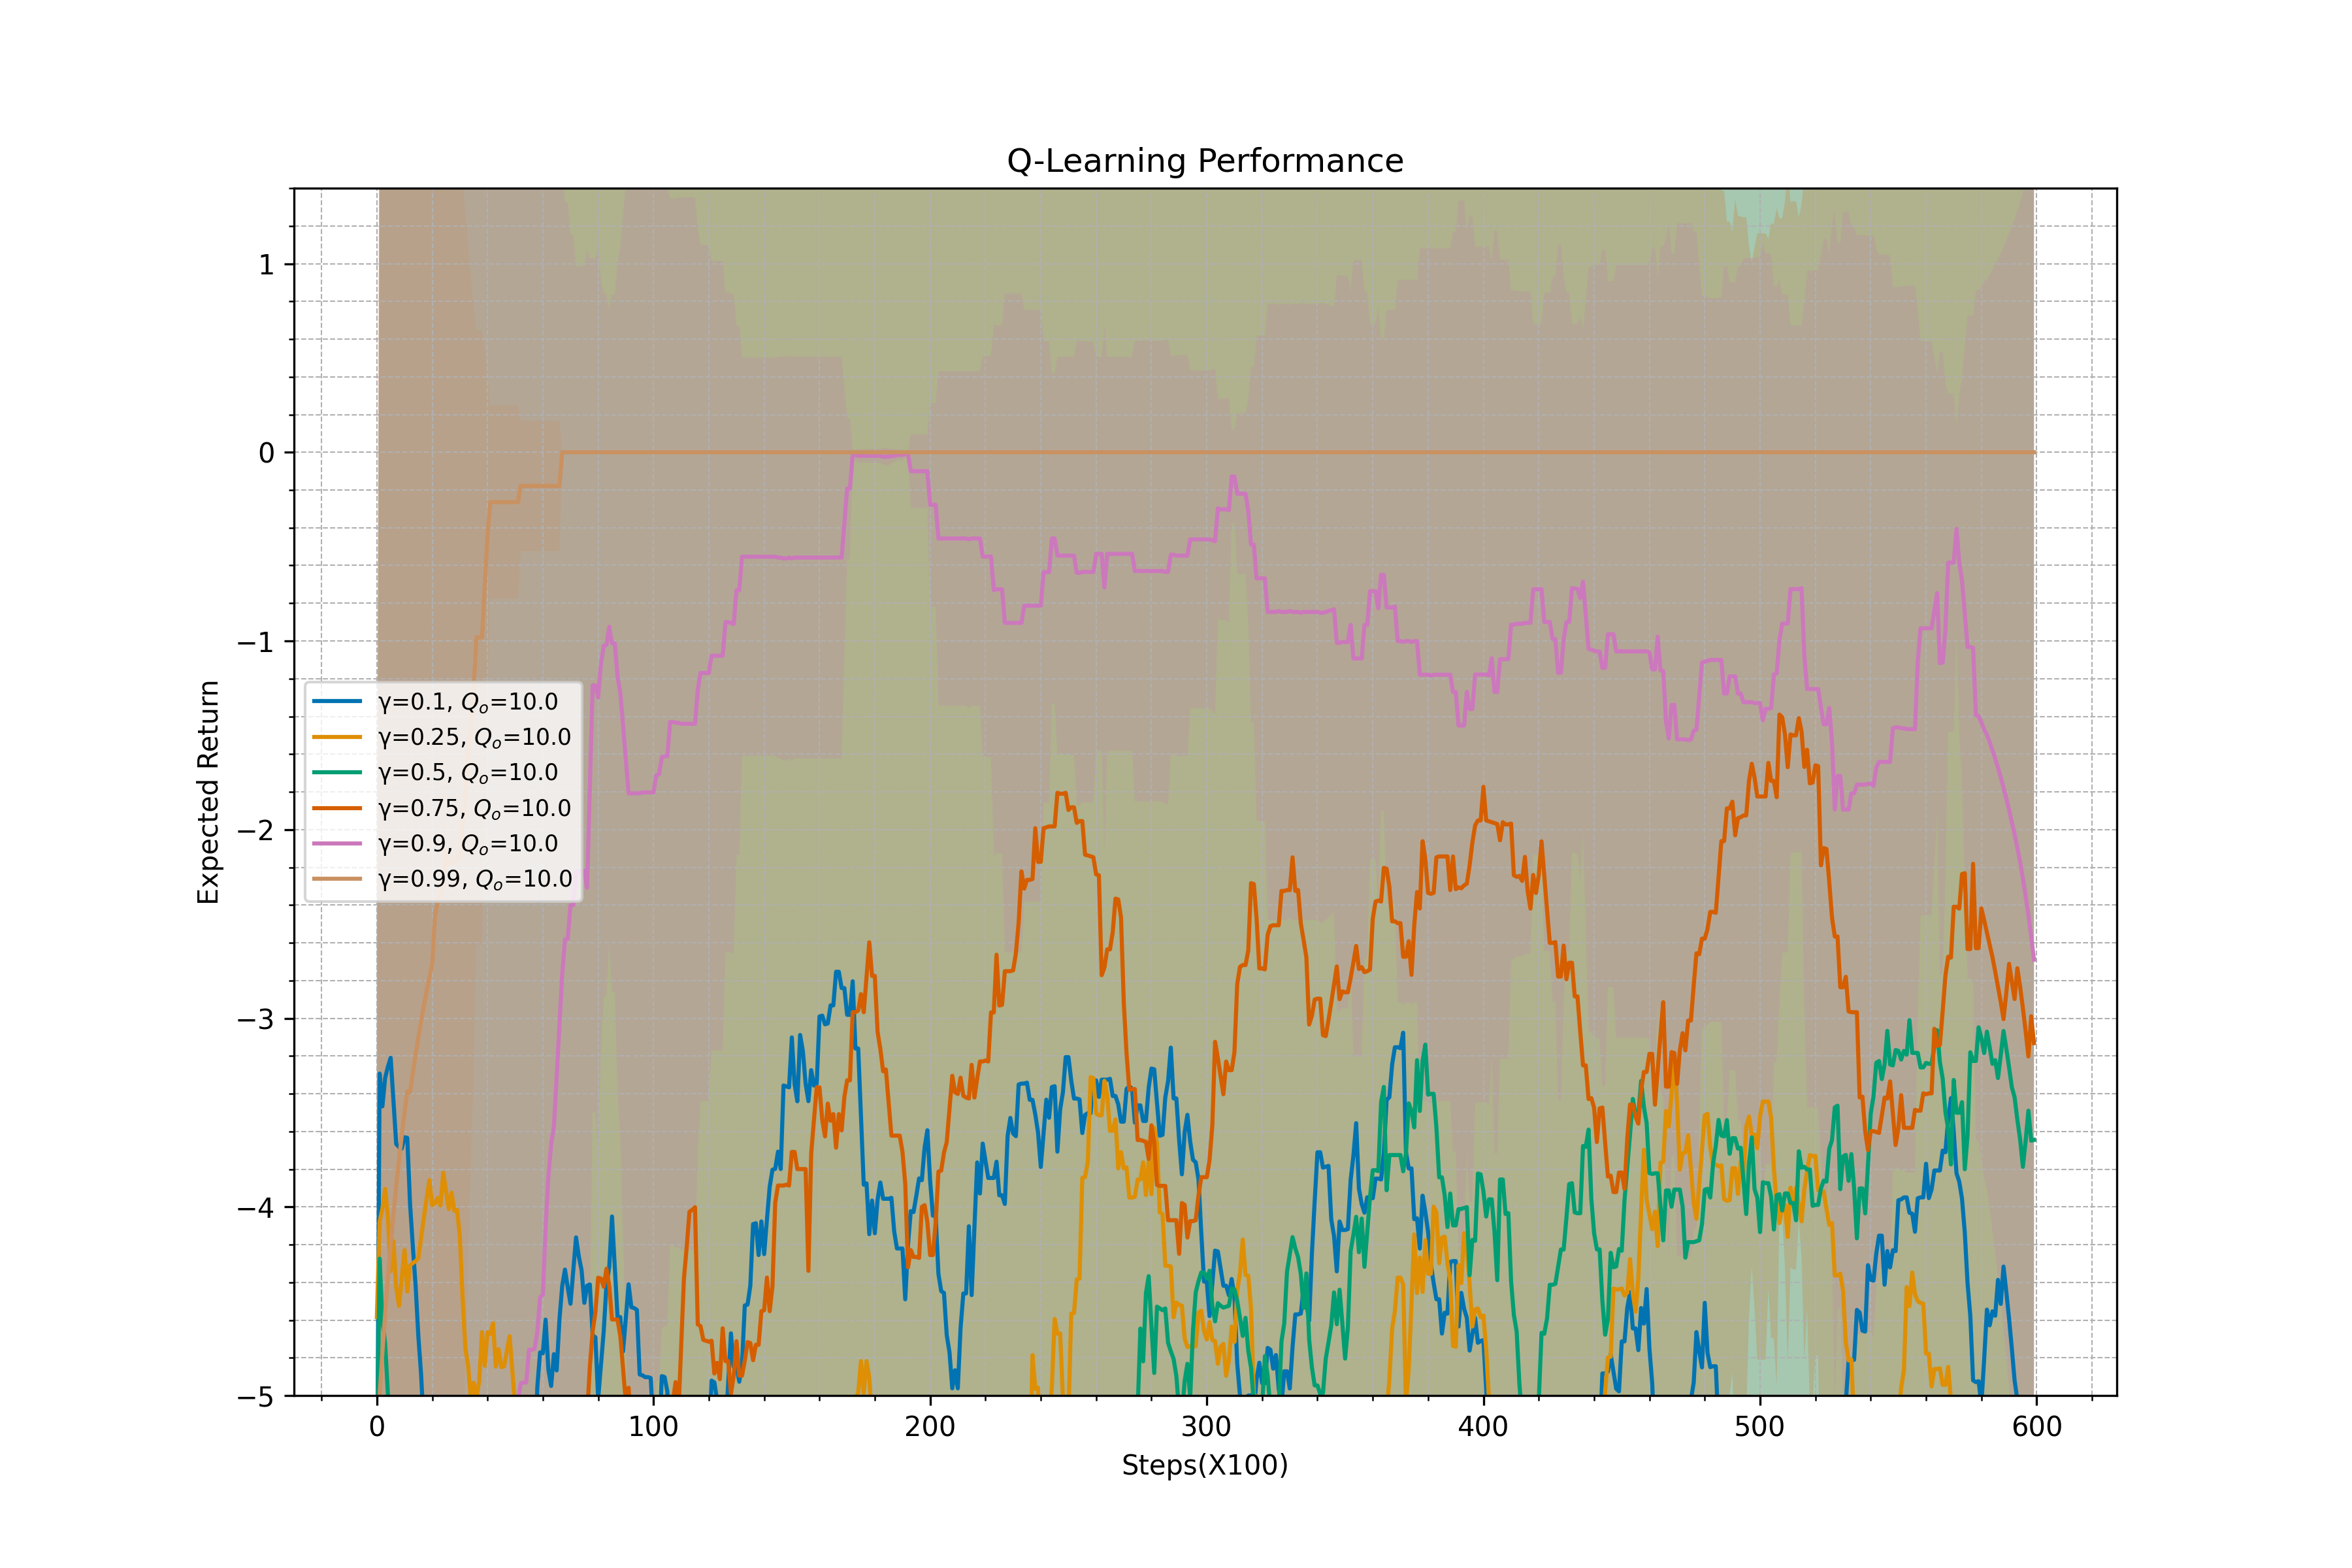 Q-Learning Performance
1
0
−1
−2
−3
−4
−5
Expected Return
γ=0.1, Qₒ=10.0
γ=0.25, Qₒ=10.0
γ=0.5, Qₒ=10.0
γ=0.75, Qₒ=10.0
γ=0.9, Qₒ=10.0
γ=0.99, Qₒ=10.0
0 100 200 300 400 500 600
Steps(X100)